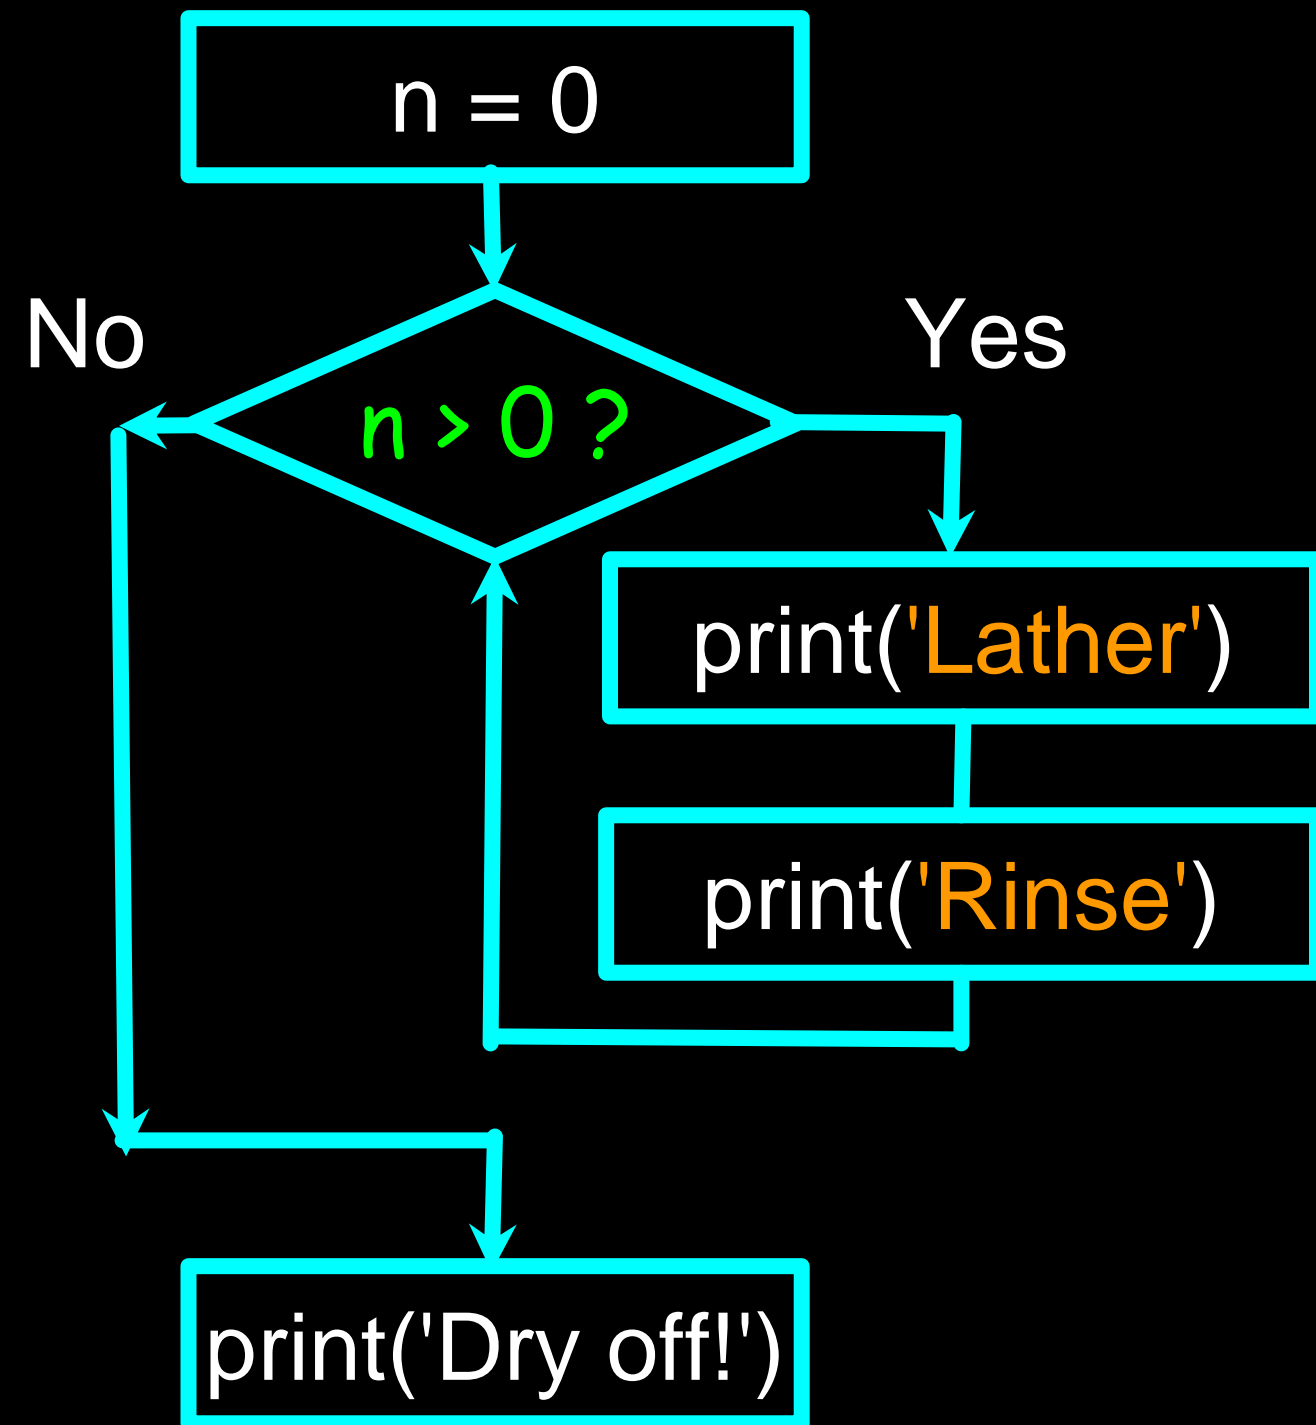 n = 0
No
Yes
n > 0 ?
print('Lather')
print('Rinse')
print('Dry off!')